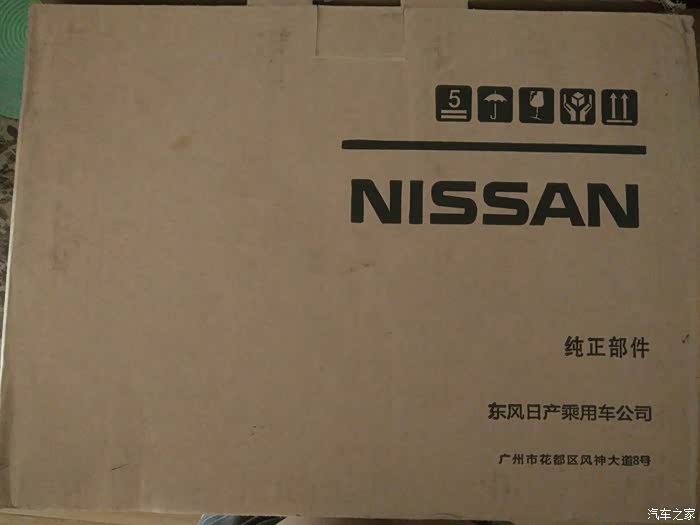 5
NISSAN
纯正部件
东风日产乘用车公司
广州市花都区风神大道8号
汽车之家